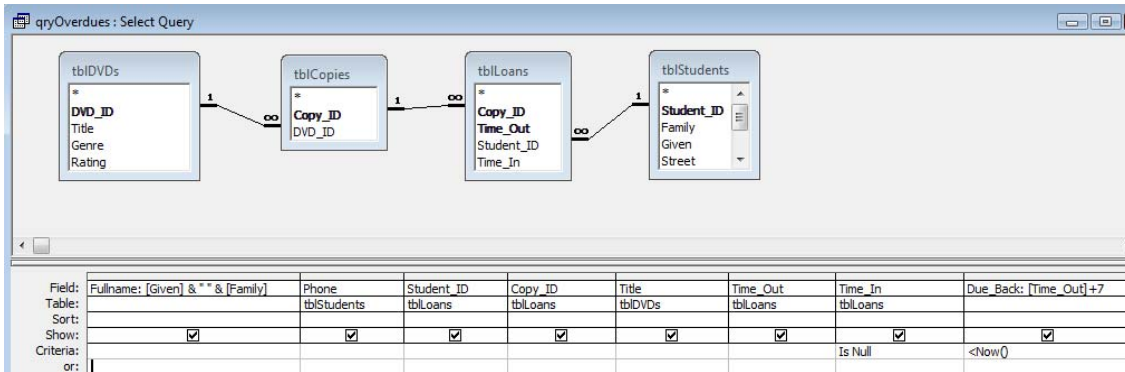 qryOverdues : Select Query
tblDVDs
*
DVD_ID
Title
Genre
Rating
1
∞
tblCopies
*
Copy_ID
DVD_ID
1
∞
tblLoans
*
Copy_ID
Time_Out
Student_ID
Time_In
∞
1
tblStudents
*
Student_ID
Family
Given
Street
Field: Fullname: [Given] & " " & [Family] Phone Student_ID Copy_ID Title Time_Out Time_In Due_Back: [Time_Out]+7
Table: tblStudents tblLoans tblLoans tblDVDs tblLoans tblLoans
Sort:
Show:
Criteria: Is Null <Now()
or: